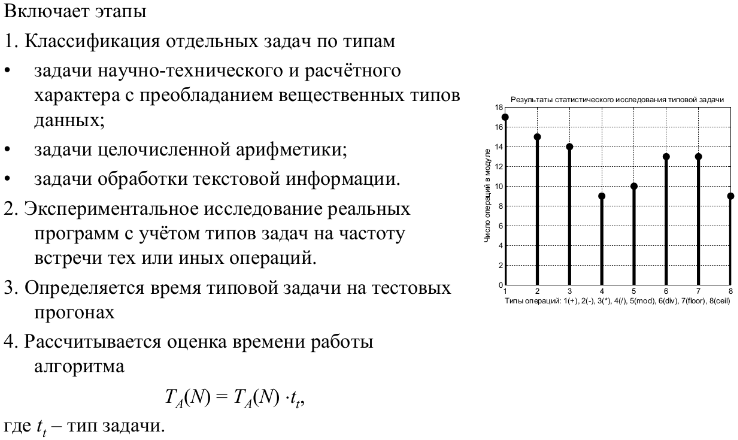 Включает этапы
1. Классификация отдельных задач по типам
• задачи научно-технического и расчётного
характера с преобладанием вещественных типов
данных;
• задачи целочисленной арифметики;
• задачи обработки текстовой информации.
2. Экспериментальное исследование реальных
программ с учётом типов задач на частоту
встречи тех или иных операций.
3. Определяется время типовой задачи на тестовых
прогонах
4. Рассчитывается оценка времени работы
алгоритма
T_A(N) = T_A(N) ·t_t,
где t_t – тип задачи.
Результаты статистического исследования типовой задачи
Число операций в модуле
18
16
14
12
10
8
6
4
2
0
1 2 3 4 5 6 7 8
Типы операций: 1(+), 2(-), 3(*), 4(/), 5(mod), 6(div), 7(floor), 8(ceil)